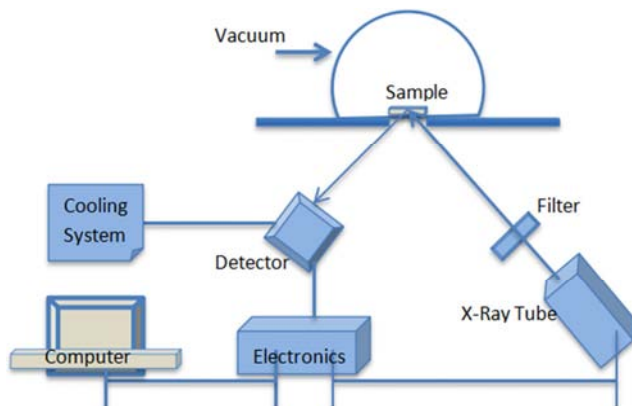 Vacuum
Sample
Cooling
System
Filter
Detector
X-Ray Tube
Computer
Electronics